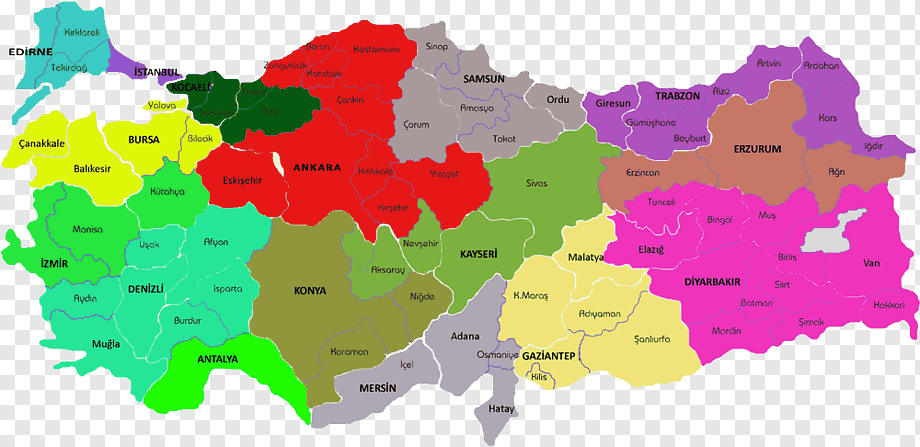 Kırklareli
EDİRNE
Tekirdağ
İSTANBUL
KOCAELİ
Yalova
Zonguldak
Bartın
Karabük
Kastamonu
Çankırı
Sinop
SAMSUN
Amasya
Çorum
Tokat
Ordu
Giresun
TRABZON
Rize
Artvin
Ardahan
Gümüşhane
Bayburt
Kars
Iğdır
Çanakkale
BURSA
Bilecik
Balıkesir
Kütahya
Eskişehir
ANKARA
Kırıkkale
Yozgat
Kırşehir
Sivas
Erzincan
ERZURUM
Ağrı
Manisa
İZMİR
Uşak
Afyon
Aydın
DENİZLİ
Isparta
Burdur
Muğla
ANTALYA
KONYA
Aksaray
Nevşehir
KAYSERİ
Niğde
Karaman
İçel
MERSİN
Adana
Osmaniye
Hatay
Malatya
K.Maraş
Adıyaman
GAZİANTEP
Kilis
Şanlıurfa
Tunceli
Elazığ
Bingöl
Muş
Bitlis
Van
DİYARBAKIR
Siirt
Batman
Mardin
Şırnak
Hakkari